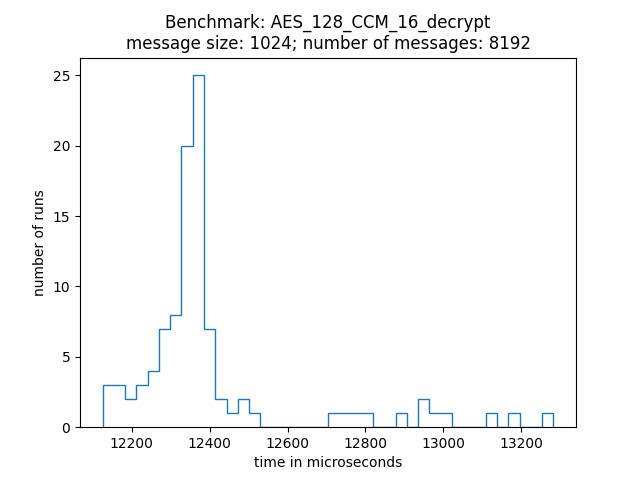 Benchmark: AES_128_CCM_16_decrypt
message size: 1024; number of messages: 8192
25
20
15
10
5
0
number of runs
12200 12400 12600 12800 13000 13200
time in microseconds